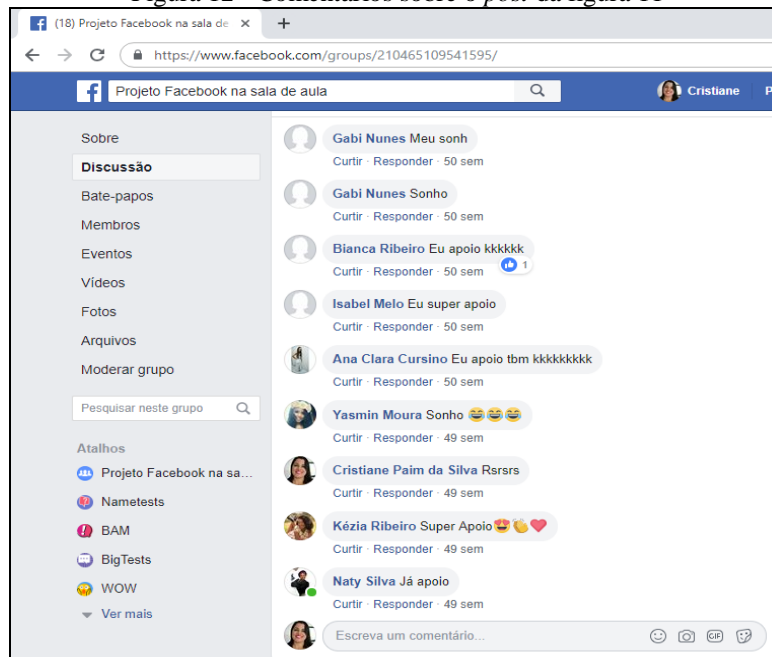 Figura 12 – Comentários sobre o post da figura 11
(18) Projeto Facebook na sala de
https://www.facebook.com/groups/210465109541595/
Projeto Facebook na sala de aula
Cristiane
P
Sobre
Discussão
Bate-papos
Membros
Eventos
Vídeos
Fotos
Arquivos
Moderar grupo
Pesquisar neste grupo
Atalhos
Projeto Facebook na sa...
Nametests
BAM
BigTests
WOW
Ver mais
Gabi Nunes Meu sonh
Curtir · Responder · 50 sem
Gabi Nunes Sonho
Curtir · Responder · 50 sem
Bianca Ribeiro Eu apoio kkkkkk
1
Curtir · Responder · 50 sem
Isabel Melo Eu super apoio
Curtir · Responder · 50 sem
Ana Clara Cursino Eu apoio tbm kkkkkkkkk
Curtir · Responder · 50 sem
Yasmin Moura Sonho 😂😂😂
Curtir · Responder · 49 sem
Cristiane Paim da Silva Rsrsrs
Curtir · Responder · 49 sem
Kézia Ribeiro Super Apoio😍👏❤
Curtir · Responder · 49 sem
Naty Silva Já apoio
Curtir · Responder · 49 sem
Escreva um comentário...
GIF